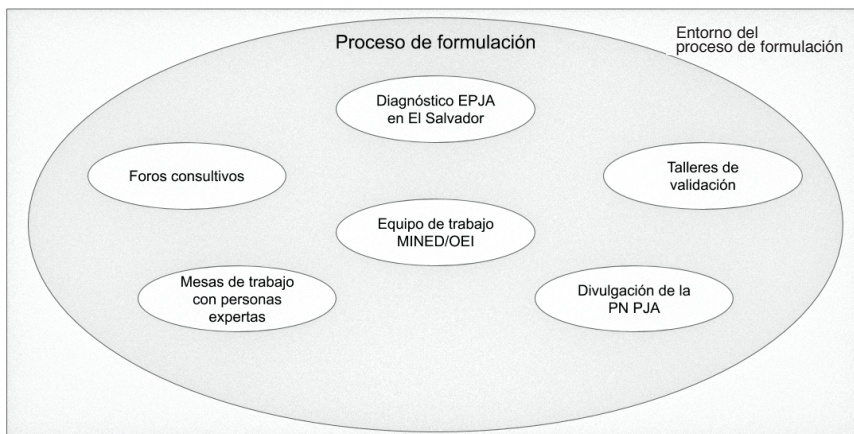 Proceso de formulación
Entorno del
proceso de formulación
Diagnóstico EPJA
en El Salvador
Foros consultivos
Talleres de
validación
Equipo de trabajo
MINED/OEI
Mesas de trabajo
con personas
expertas
Divulgación de la
PN PJA